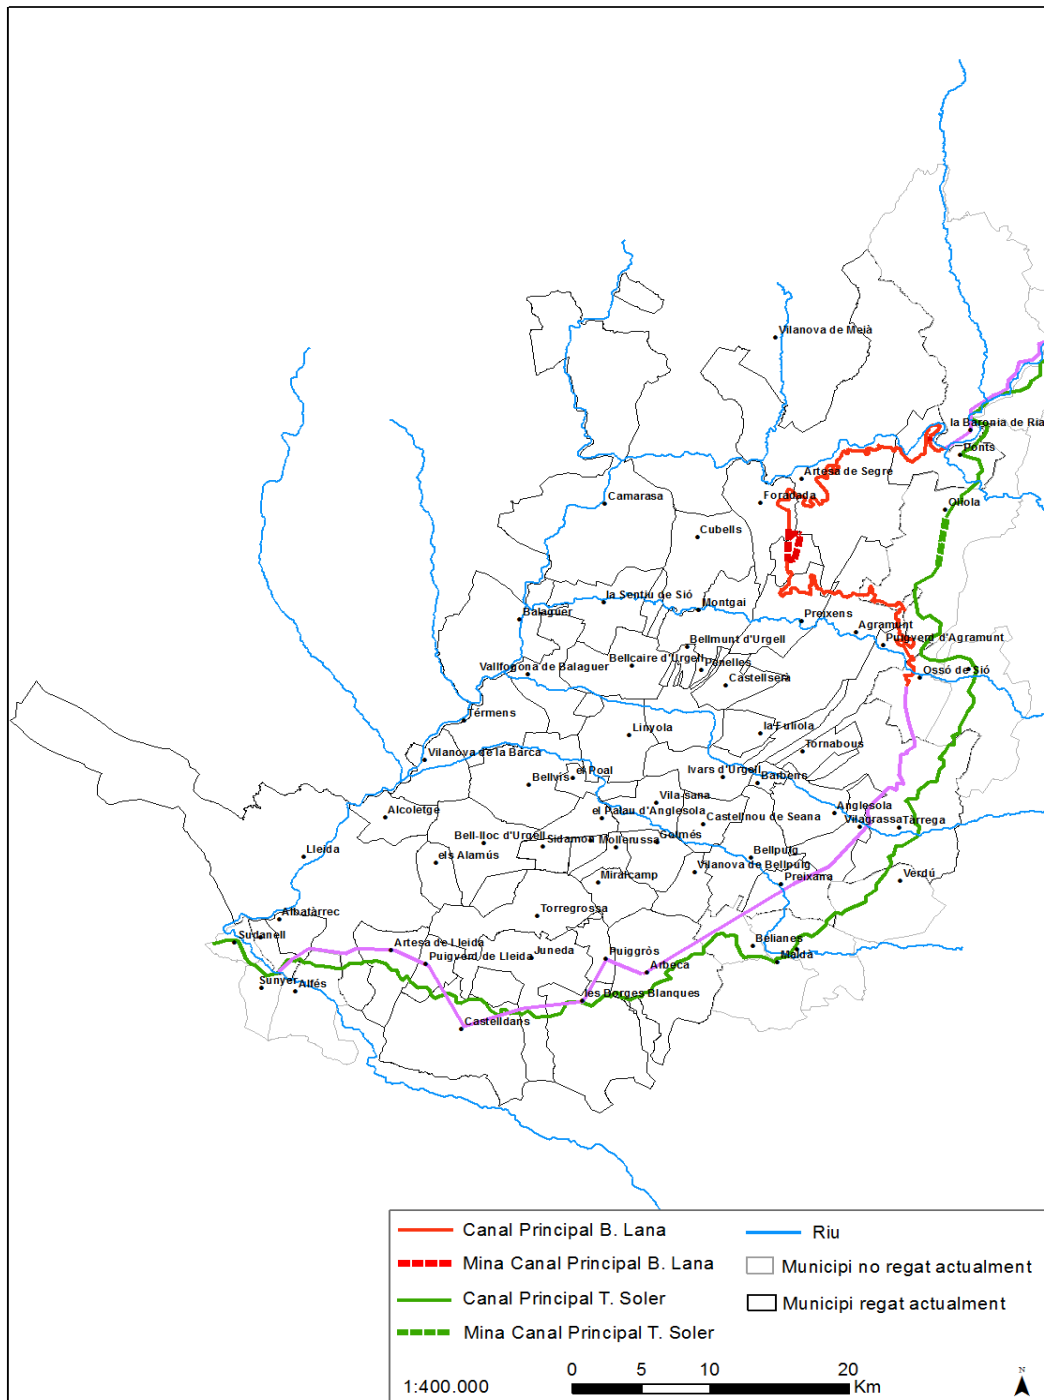 Vilanova de Meià
la Baronia de Ria
Ponts
Artesa de Segre
Foradada
Camarasa
Oliola
Cubells
la Sentiu de Sió
Montgai
Balaguer
Preixens
Agramunt
Puigverd d'Agramunt
Bellmunt d'Urgell
Bellcaire d'Urgell
Penelles
Vallfogona de Balaguer
Castellserà
Ossó de Sió
Térmens
Linyola
la Fuliola
Tornabous
Vilanova de la Barca
el Poal
Bellvís
Ivars d'Urgell
Barbens
Vila-sana
Alcoletge
el Palau d'Anglesola
Castellnou de Seana
Anglesola
Vilagrassa
Tàrrega
Bell-lloc d'Urgell
Sidamon
Mollerussa
Golmés
Lleida
els Alamús
Bellpuig
Vilanova de Bellpuig
Miralcamp
Preixana
Verdú
Albatàrrec
Torregrossa
Sudanell
Artesa de Lleida
Puigverd de Lleida
Juneda
Puiggròs
Belianes
Maldà
Arbeca
Sunyer
Alfés
les Borges Blanques
Castelldans
Canal Principal B. Lana
Mina Canal Principal B. Lana
Canal Principal T. Soler
Mina Canal Principal T. Soler
Riu
Municipi no regat actualment
Municipi regat actualment
1:400.000
0 5 10 20
Km
N